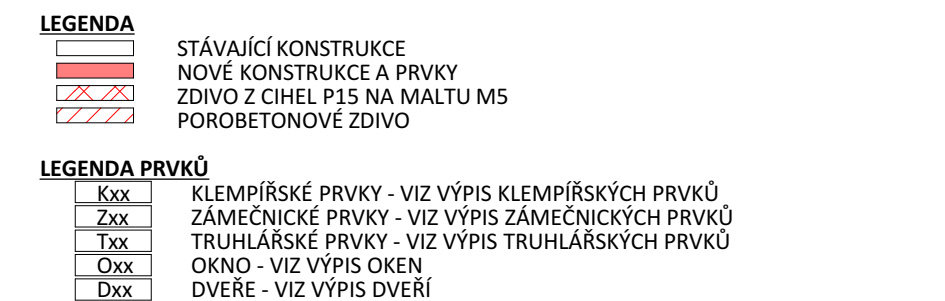 LEGENDA
STÁVAJÍCÍ KONSTRUKCE
NOVÉ KONSTRUKCE A PRVKY
ZDIVO Z CIHEL P15 NA MALTU M5
POROBETONOVÉ ZDIVO
LEGENDA PRVKŮ
Kxx KLEMPÍŘSKÉ PRVKY - VIZ VÝPIS KLEMPÍŘSKÝCH PRVKŮ
Zxx ZÁMEČNICKÉ PRVKY - VIZ VÝPIS ZÁMEČNICKÝCH PRVKŮ
Txx TRUHLÁŘSKÉ PRVKY - VIZ VÝPIS TRUHLÁŘSKÝCH PRVKŮ
Oxx OKNO - VIZ VÝPIS OKEN
Dxx DVEŘE - VIZ VÝPIS DVEŘÍ